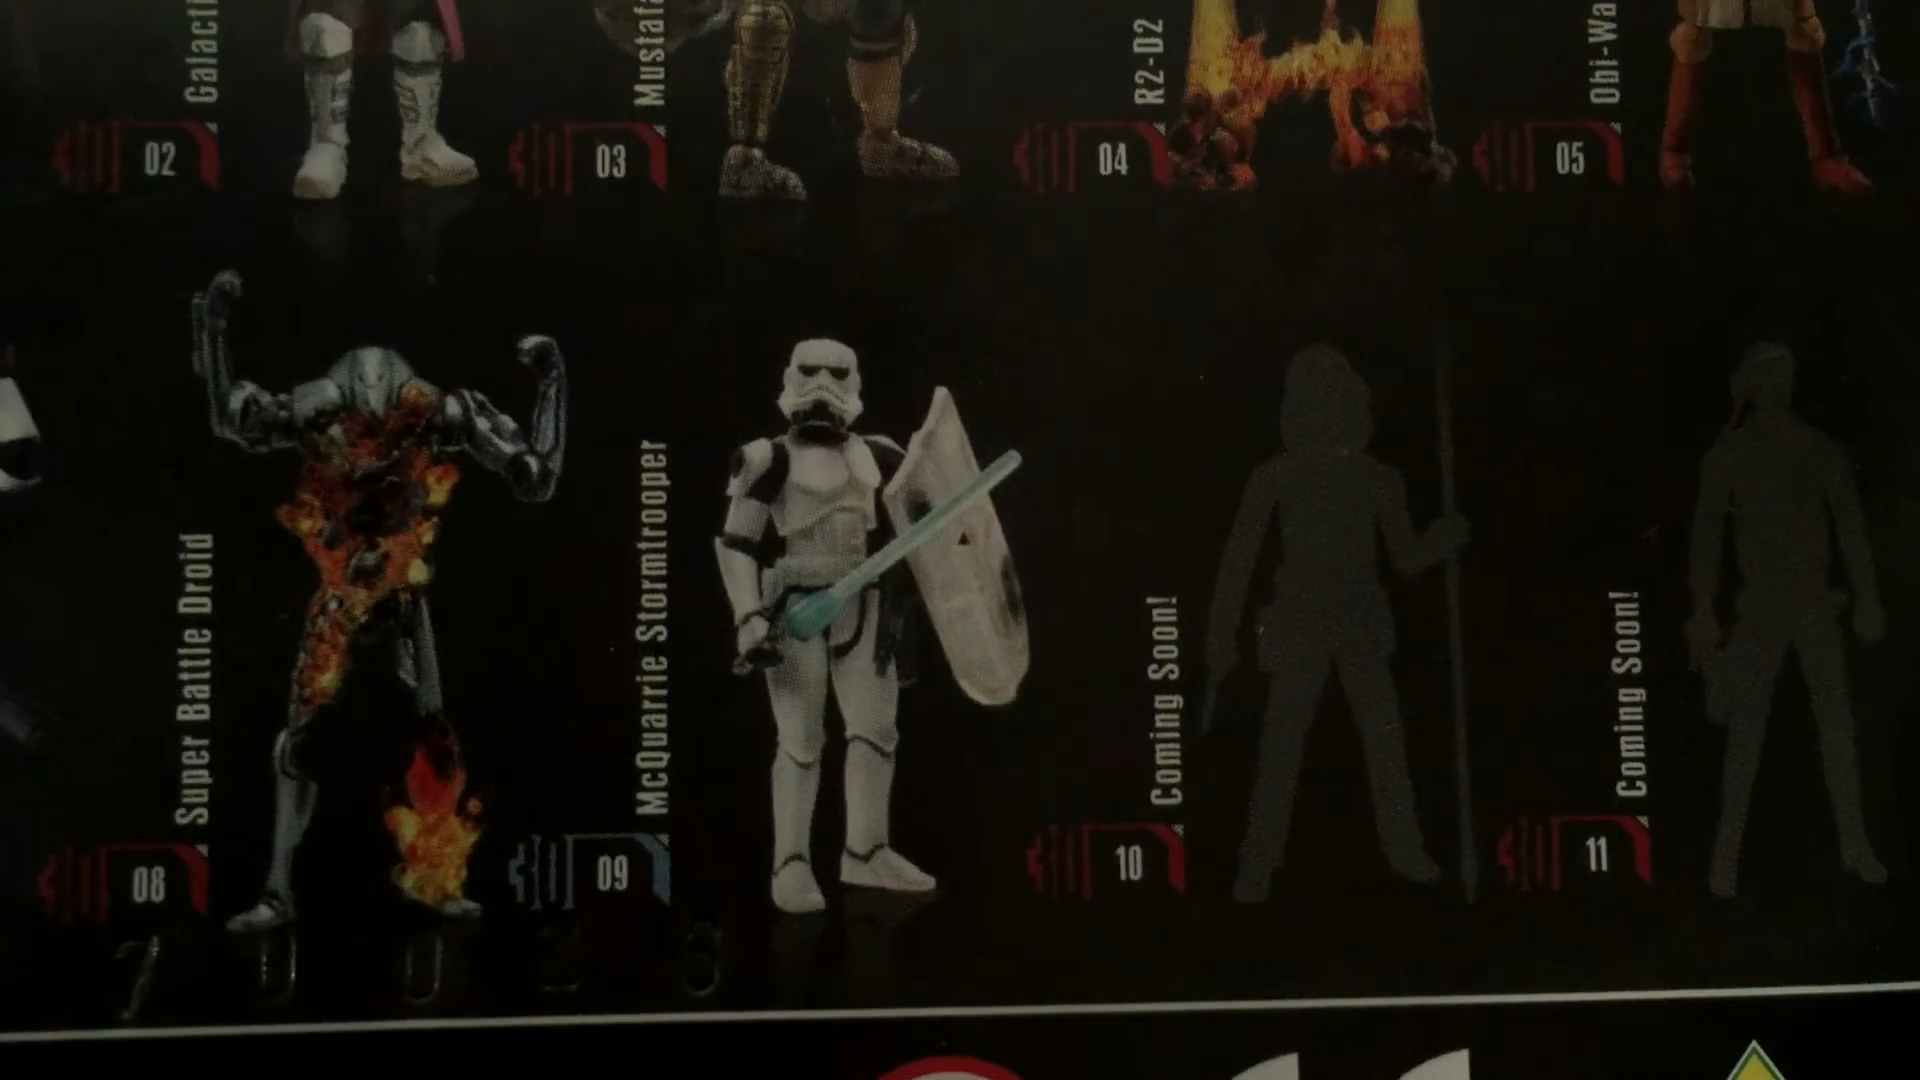 Galacti
02
Mustafa
03
R2-D2
04
Obi-Wa
05
Super Battle Droid
08
McQuarrie Stormtrooper
09
Coming Soon!
10
Coming Soon!
11